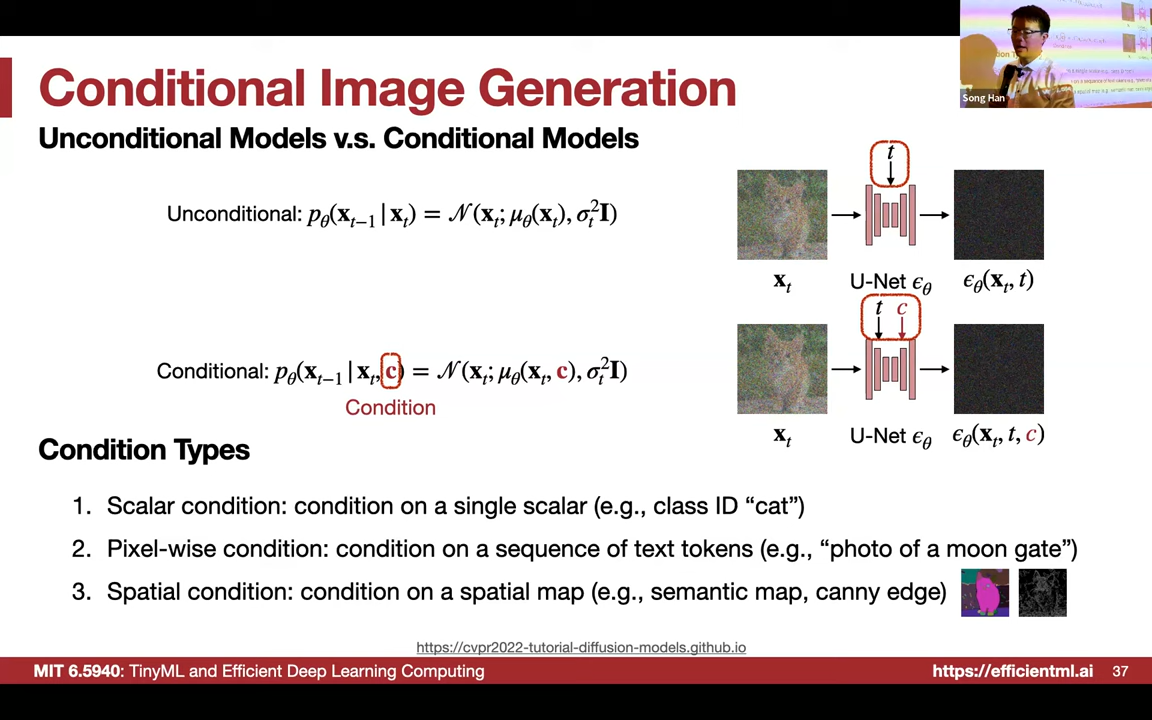 Song Han
Conditional Image Generation
Unconditional Models v.s. Conditional Models
Unconditional: pθ(xt−1 | xt) = 𝒩(xt; μθ(xt), σt²I)
t
xt
U-Net ϵθ
ϵθ(xt, t)
t c
Conditional: pθ(xt−1 | xt, c) = 𝒩(xt; μθ(xt, c), σt²I)
Condition
xt
U-Net ϵθ
ϵθ(xt, t, c)
Condition Types
1. Scalar condition: condition on a single scalar (e.g., class ID “cat”)
2. Pixel-wise condition: condition on a sequence of text tokens (e.g., “photo of a moon gate”)
3. Spatial condition: condition on a spatial map (e.g., semantic map, canny edge)
https://cvpr2022-tutorial-diffusion-models.github.io
MIT 6.5940: TinyML and Efficient Deep Learning Computing
https://efficientml.ai
37